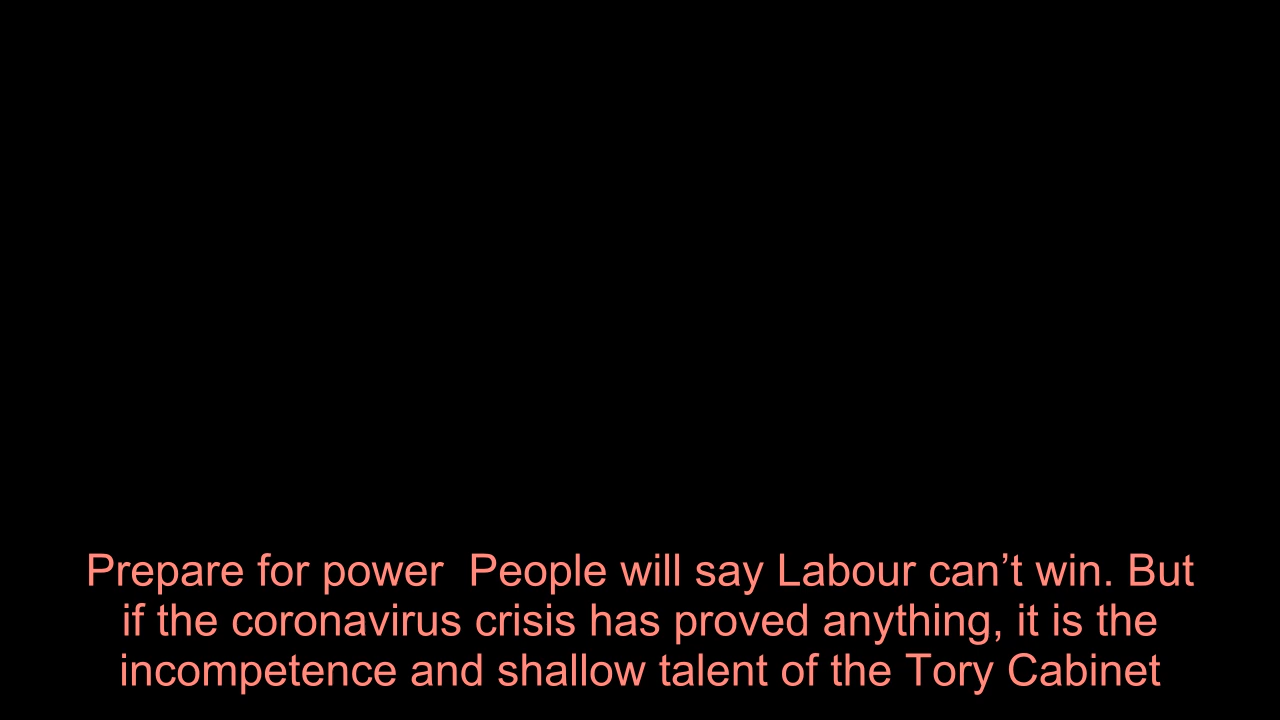 Prepare for power  People will say Labour can’t win. But
if the coronavirus crisis has proved anything, it is the
incompetence and shallow talent of the Tory Cabinet